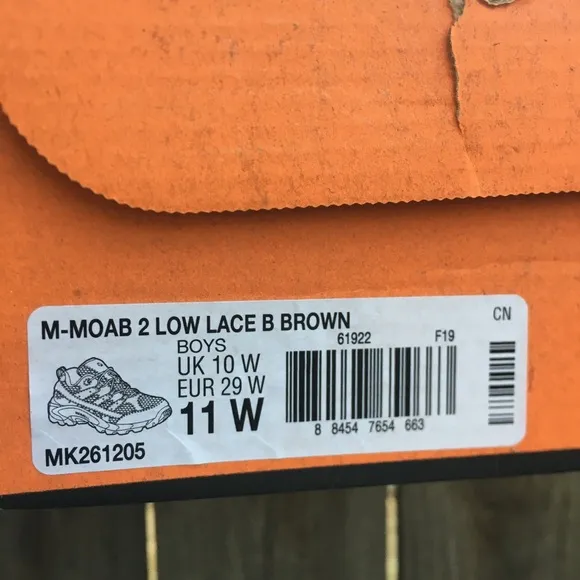 M-MOAB 2 LOW LACE B BROWN
CN
BOYS
61922
F19
UK 10 W
EUR 29 W
11 W
8 8454 7654 663
MK261205